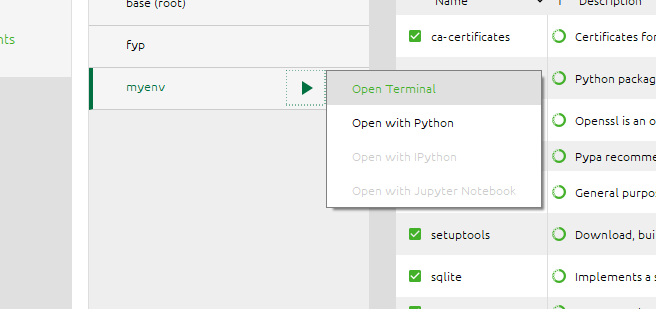 base (root)
Name
Description
nts
fyp
myenv
Open Terminal
Open with Python
Open with IPython
Open with Jupyter Notebook
ca-certificates
Certificates for
Python packag
Openssl is an o
Pypa recomme
General purpo
setuptools
Download, bui
sqlite
Implements a s